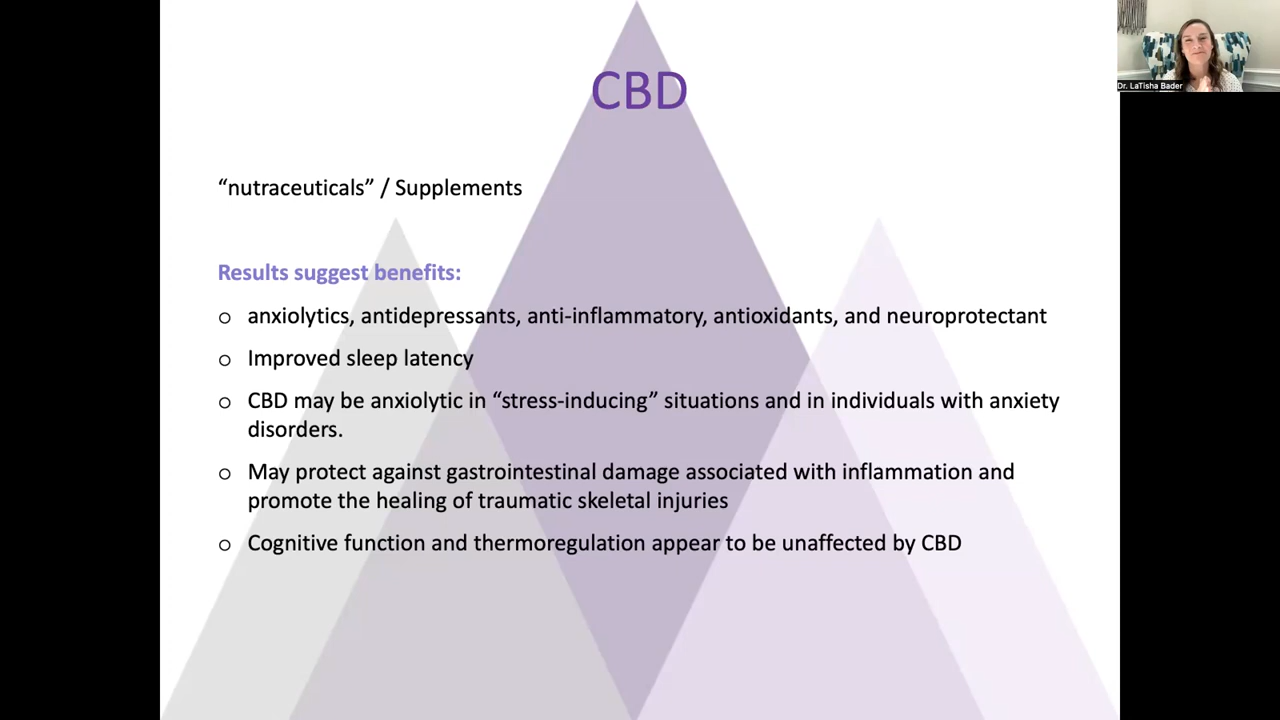 Dr. LaTisha Bader
CBD
“nutraceuticals” / Supplements
Results suggest benefits:
o anxiolytics, antidepressants, anti-inflammatory, antioxidants, and neuroprotectant
o Improved sleep latency
o CBD may be anxiolytic in “stress-inducing” situations and in individuals with anxiety
disorders.
o May protect against gastrointestinal damage associated with inflammation and
promote the healing of traumatic skeletal injuries
o Cognitive function and thermoregulation appear to be unaffected by CBD